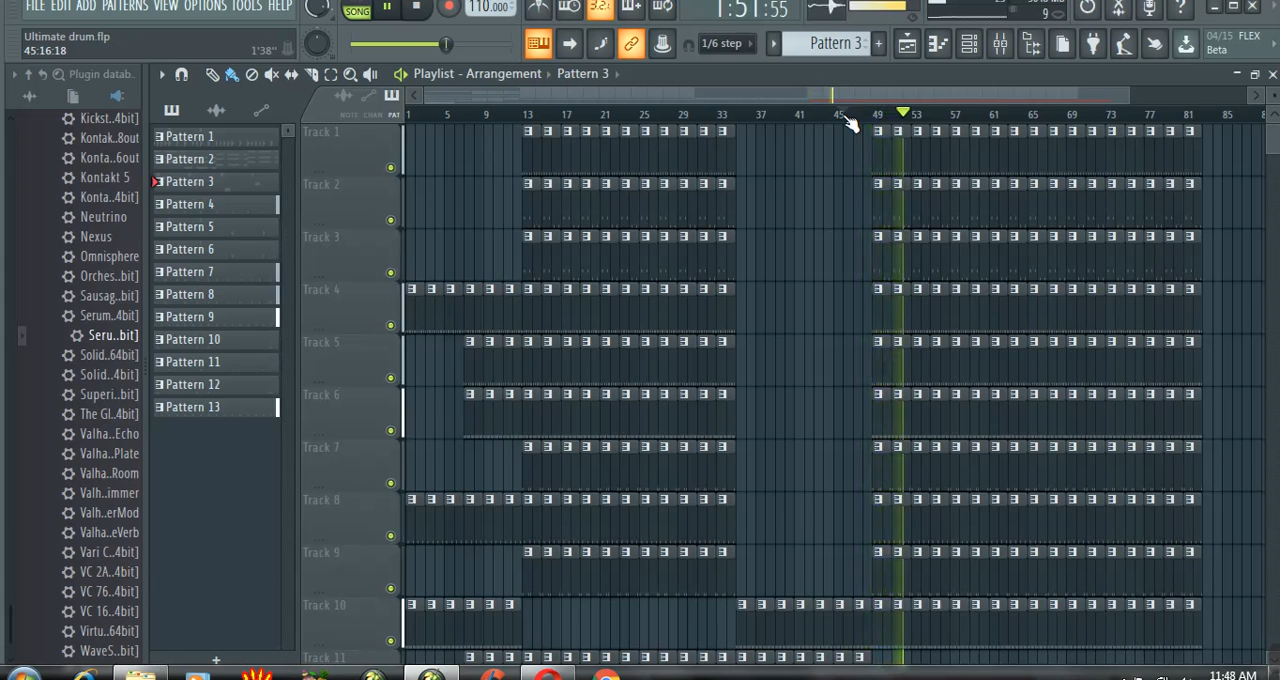 FILE EDIT ADD PATTERNS VIEW OPTIONS TOOLS HELP
SONG
110.000
3.2.
1:51:55
9
Ultimate drum.flp
45:16:18
1'38"
1/6 step
Pattern 3
04/15 FLEX
Beta
Plugin datab..
Playlist - Arrangement
Pattern 3
NOTE CHAN PAT
1 5 9 13 17 21 25 29 33 37 41 45 49 53 57 61 65 69 73 77 81 85
Kickst..4bit]
Kontak..8out
Konta..6out
Kontakt 5
Konta..4bit]
Neutrino
Nexus
Omnisphere
Orches..bit]
Sausag..bit]
Serum..4bit]
Seru..bit]
Solid..64bit]
Solid..4bit]
Superi..bit]
The Gl..4bit]
Valha..Echo
Valha..Plate
Valha..Room
Valh..immer
Valh..erMod
Valha..eVerb
Vari C..4bit]
VC 2A..4bit]
VC 76..4bit]
VC 16..4bit]
Virtu..64bit]
WaveS..4bit]
Pattern 1
Pattern 2
Pattern 3
Pattern 4
Pattern 5
Pattern 6
Pattern 7
Pattern 8
Pattern 9
Pattern 10
Pattern 11
Pattern 12
Pattern 13
Track 1
Track 2
Track 3
Track 4
Track 5
Track 6
Track 7
Track 8
Track 9
Track 10
Track 11
11:48 AM